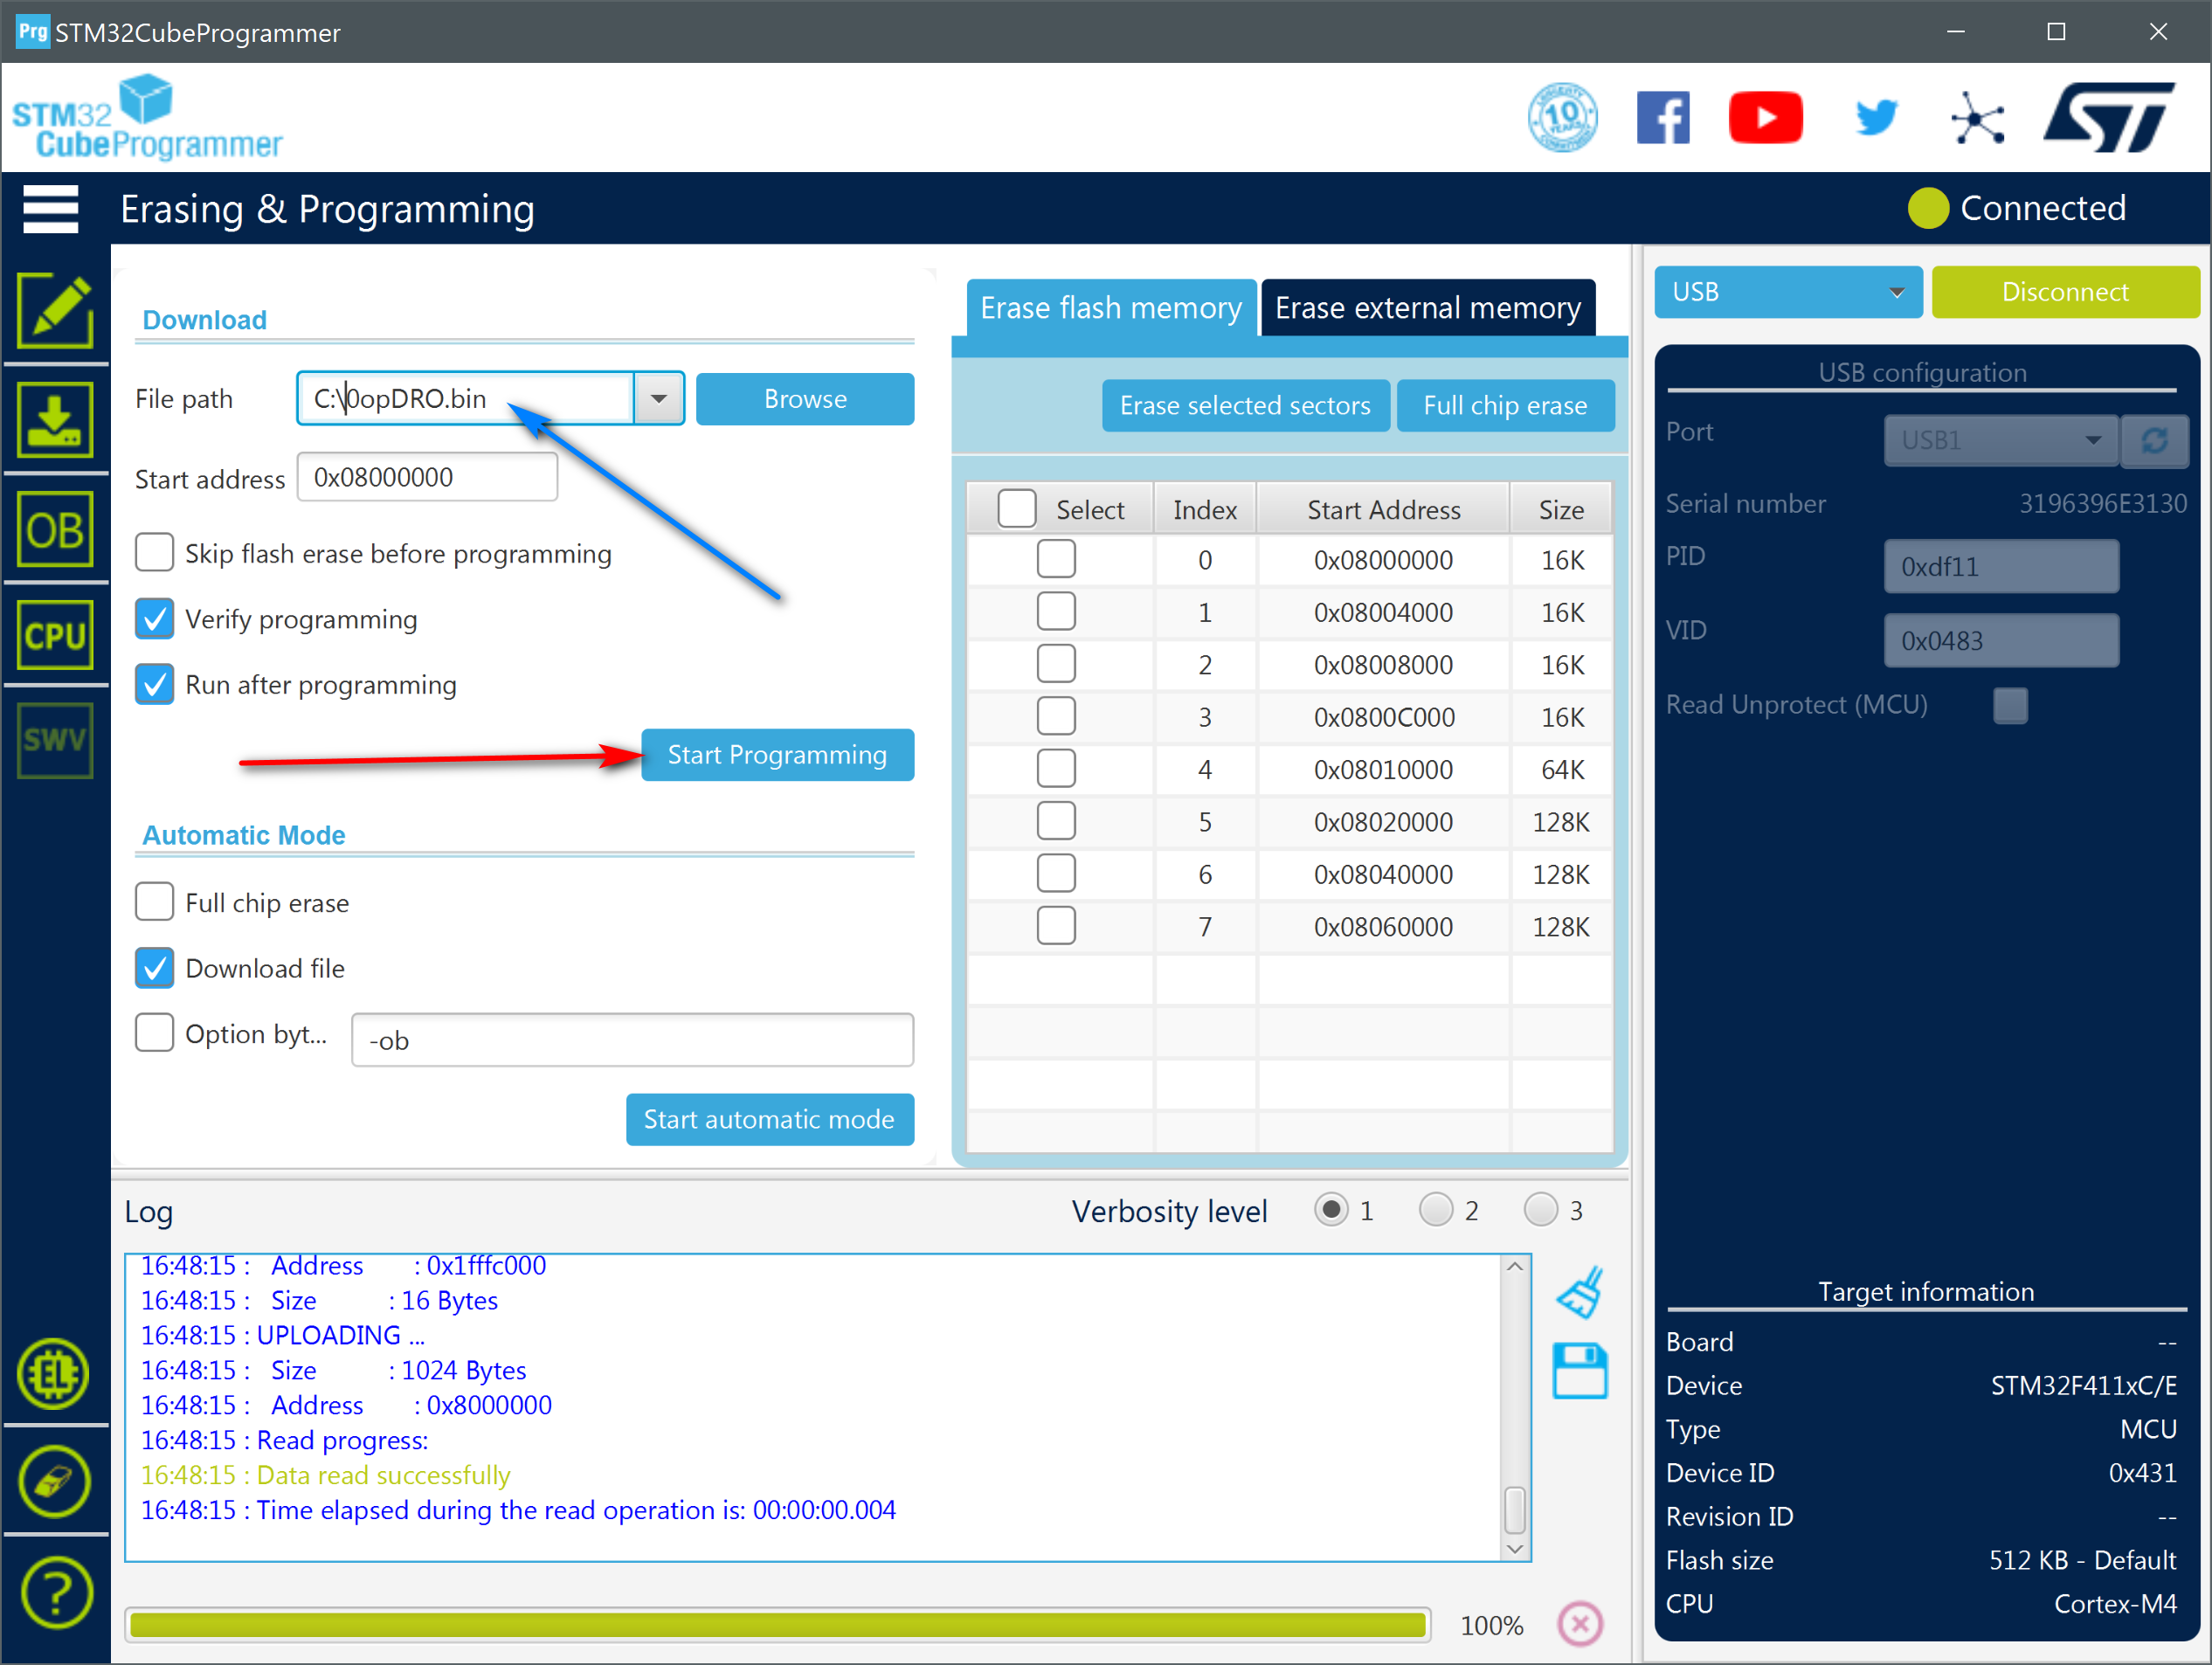 Prg STM32CubeProgrammer
STM32
CubeProgrammer
LONGEVITY
10
YEARS
COMMITMENT
ST
Erasing & Programming
Connected
Download
File path
C:\0opDRO.bin
Browse
Start address
0x08000000
Skip flash erase before programming
Verify programming
Run after programming
Start Programming
Automatic Mode
Full chip erase
Download file
Option byt...
-ob
Start automatic mode
OB
CPU
SWV
EL
?
Erase flash memory
Erase external memory
Erase selected sectors
Full chip erase
Select Index Start Address Size
0 0x08000000 16K
1 0x08004000 16K
2 0x08008000 16K
3 0x0800C000 16K
4 0x08010000 64K
5 0x08020000 128K
6 0x08040000 128K
7 0x08060000 128K
Log
Verbosity level 1 2 3
16:48:15 : Address : 0x1fffc000
16:48:15 : Size : 16 Bytes
16:48:15 : UPLOADING ...
16:48:15 : Size : 1024 Bytes
16:48:15 : Address : 0x8000000
16:48:15 : Read progress:
16:48:15 : Data read successfully
16:48:15 : Time elapsed during the read operation is: 00:00:00.004
100%
USB
Disconnect
USB configuration
Port USB1
Serial number 3196396E3130
PID 0xdf11
VID 0x0483
Read Unprotect (MCU)
Target information
Board --
Device STM32F411xC/E
Type MCU
Device ID 0x431
Revision ID --
Flash size 512 KB - Default
CPU Cortex-M4